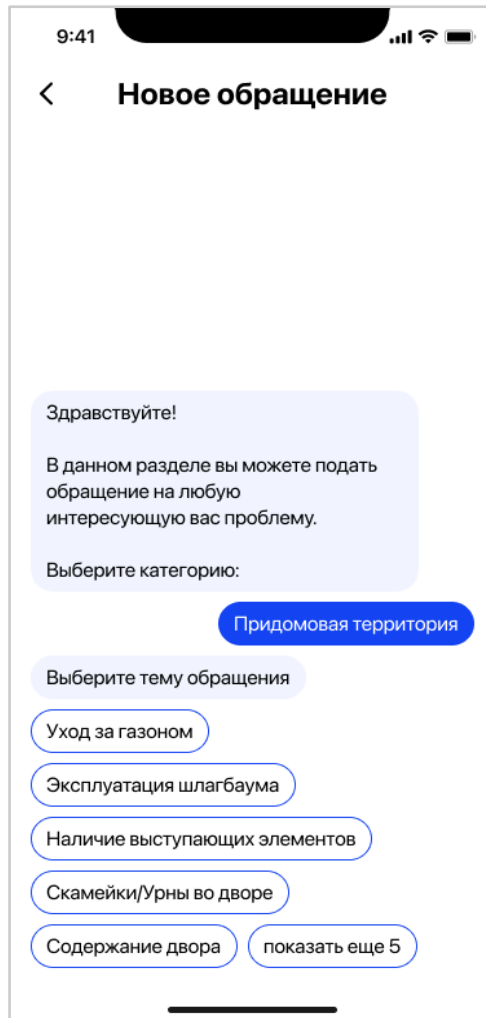 9:41
Новое обращение
Здравствуйте!
В данном разделе вы можете подать
обращение на любую
интересующую вас проблему.
Выберите категорию:
Придомовая территория
Выберите тему обращения
Уход за газоном
Эксплуатация шлагбаума
Наличие выступающих элементов
Скамейки/Урны во дворе
Содержание двора показать еще 5